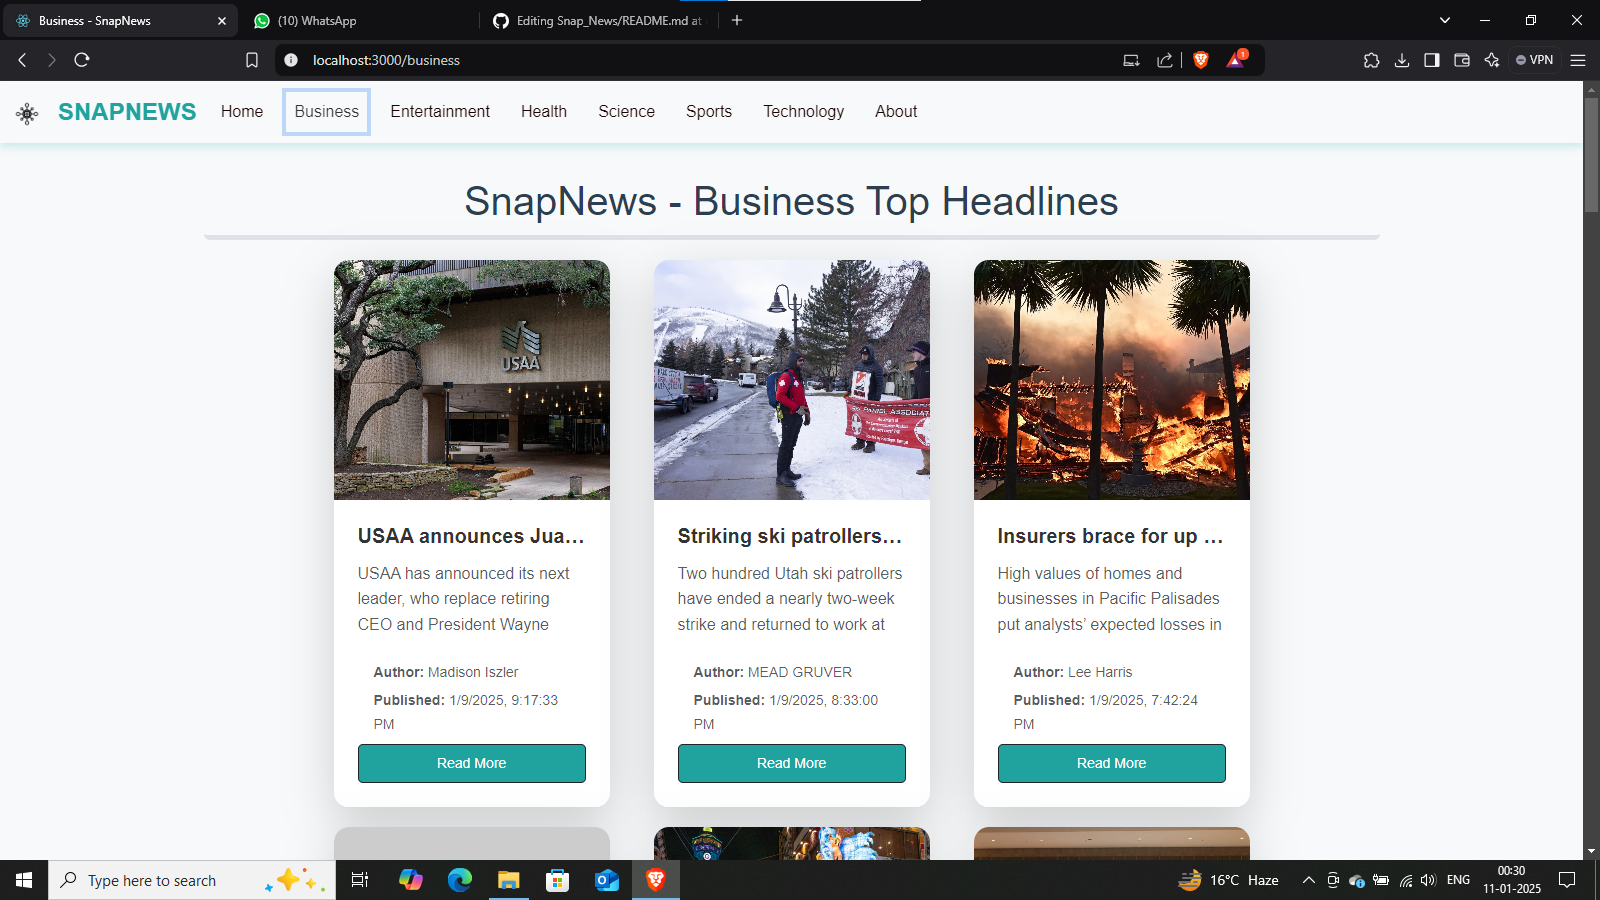 Business - SnapNews
(10) WhatsApp
Editing Snap_News/README.md at
localhost:3000/business
1
VPN
SNAPNEWS
Home
Business
Entertainment
Health
Science
Sports
Technology
About
SnapNews - Business Top Headlines
USAA
USAA announces Jua...
USAA has announced its next
leader, who replace retiring
CEO and President Wayne
Author: Madison Iszler
Published: 1/9/2025, 9:17:33
PM
Read More
Striking ski patrollers...
Two hundred Utah ski patrollers
have ended a nearly two-week
strike and returned to work at
Author: MEAD GRUVER
Published: 1/9/2025, 8:33:00
PM
Read More
Insurers brace for up ...
High values of homes and
businesses in Pacific Palisades
put analysts’ expected losses in
Author: Lee Harris
Published: 1/9/2025, 7:42:24
PM
Read More
Type here to search
16°C Haze
ENG
00:30
11-01-2025